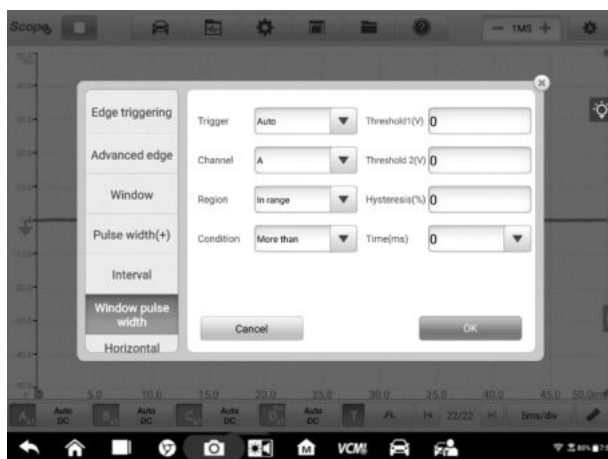 Scope
1MS
Edge triggering
Advanced edge
Window
Pulse width(+)
Interval
Window pulse
width
Horizontal
Trigger
Auto
Threshold1(V)
0
Channel
A
Threshold 2(V)
0
Region
In range
Hysteresis(%)
0
Condition
More than
Time(ms)
0
Cancel
OK
5.0
10.0
15.0
20.0
25.0
30.0
35.0
40.0
45.0
50.0ms
A
Auto
DC
B
Auto
DC
C
Auto
DC
D
Auto
DC
T
22/22
5ms/div
M
VCMI
80%